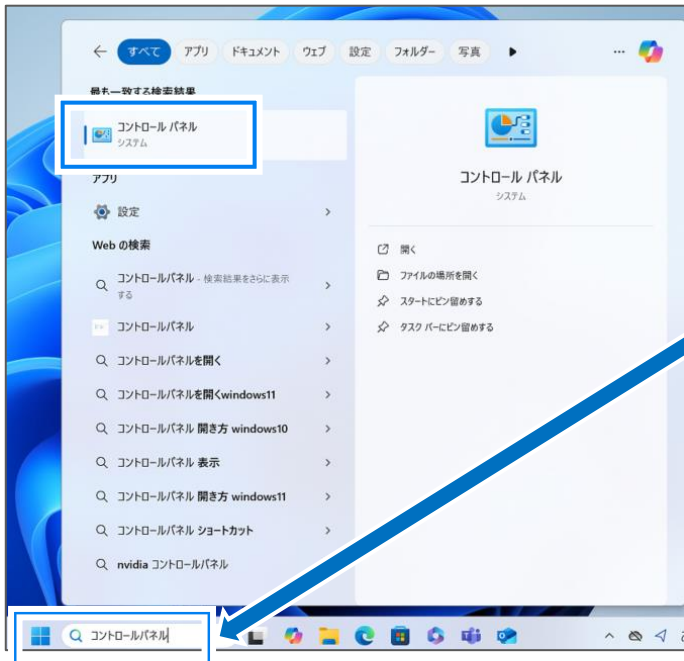 すべて アプリ ドキュメント ウェブ 設定 フォルダー 写真
最も一致する検索結果
コントロール パネル
システム
アプリ
設定
Web の検索
コントロールパネル - 検索結果をさらに表示
する
コントロールパネル
コントロールパネルを開く
コントロールパネルを開くwindows11
コントロールパネル 開き方 windows10
コントロールパネル 表示
コントロールパネル 開き方 windows11
コントロールパネル ショートカット
nvidia コントロールパネル
コントロール パネル
システム
開く
ファイルの場所を開く
スタートにピン留めする
タスク バーにピン留めする
コントロールパネル